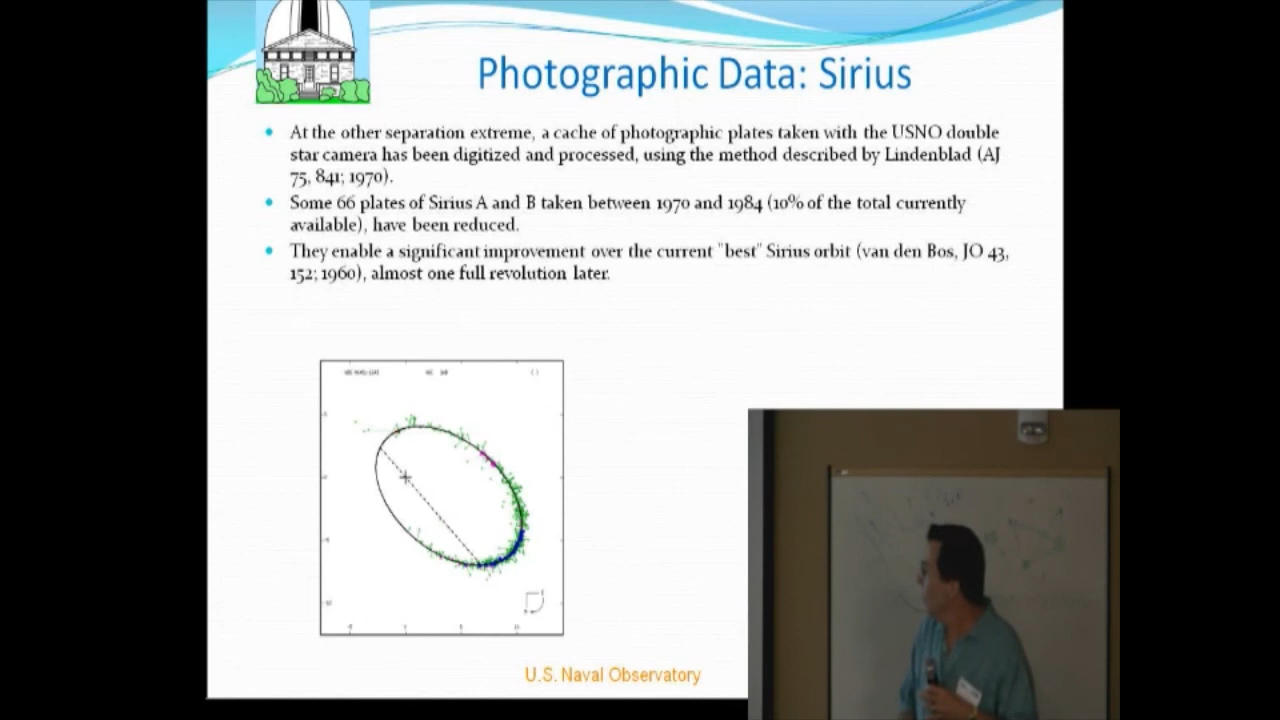 Photographic Data: Sirius
At the other separation extreme, a cache of photographic plates taken with the USNO double
star camera has been digitized and processed, using the method described by Lindenblad (AJ
75, 841; 1970).
Some 66 plates of Sirius A and B taken between 1970 and 1984 (10% of the total currently
available), have been reduced.
They enable a significant improvement over the current "best" Sirius orbit (van den Bos, JO 43,
152; 1960), almost one full revolution later.
U.S. Naval Observatory